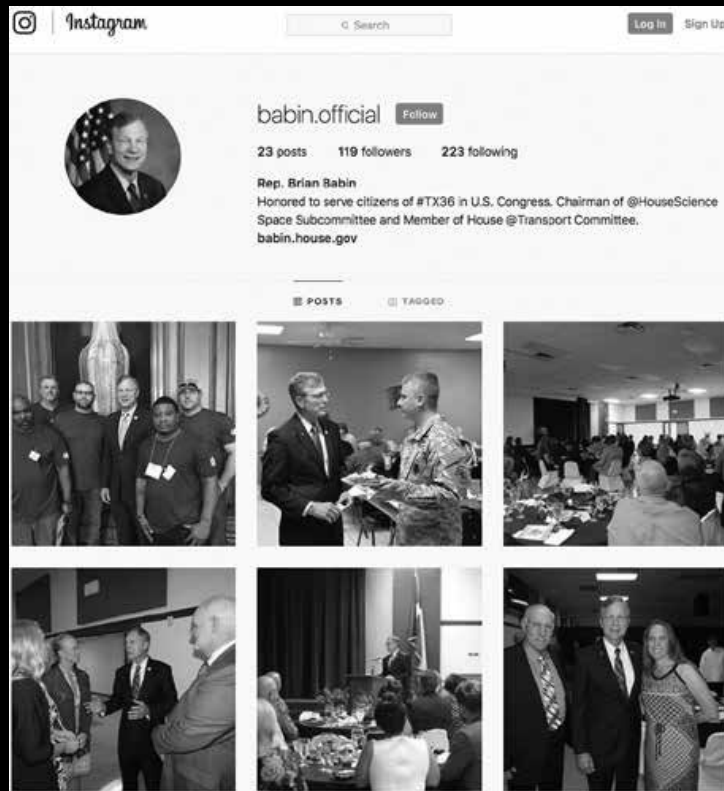 Instagram
Search
Log In
Sign Up
babin.official
Follow
23 posts 119 followers 223 following
Rep. Brian Babin
Honored to serve citizens of #TX36 in U.S. Congress. Chairman of @HouseScience
Space Subcommittee and Member of House @Transport Committee.
babin.house.gov
POSTS
TAGGED